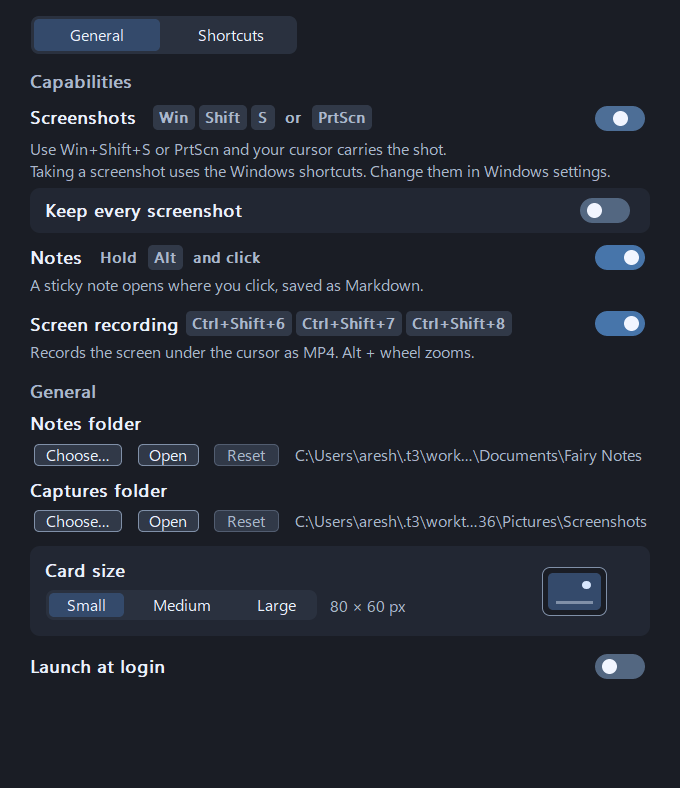 General Shortcuts
Capabilities
Screenshots Win Shift S or PrtScn
Use Win+Shift+S or PrtScn and your cursor carries the shot.
Taking a screenshot uses the Windows shortcuts. Change them in Windows settings.
Keep every screenshot
Notes Hold Alt and click
A sticky note opens where you click, saved as Markdown.
Screen recording Ctrl+Shift+6 Ctrl+Shift+7 Ctrl+Shift+8
Records the screen under the cursor as MP4. Alt + wheel zooms.
General
Notes folder
Choose... Open Reset C:\Users\aresh\.t3\work...\Documents\Fairy Notes
Captures folder
Choose... Open Reset C:\Users\aresh\.t3\workt...36\Pictures\Screenshots
Card size
Small Medium Large 80 × 60 px
Launch at login